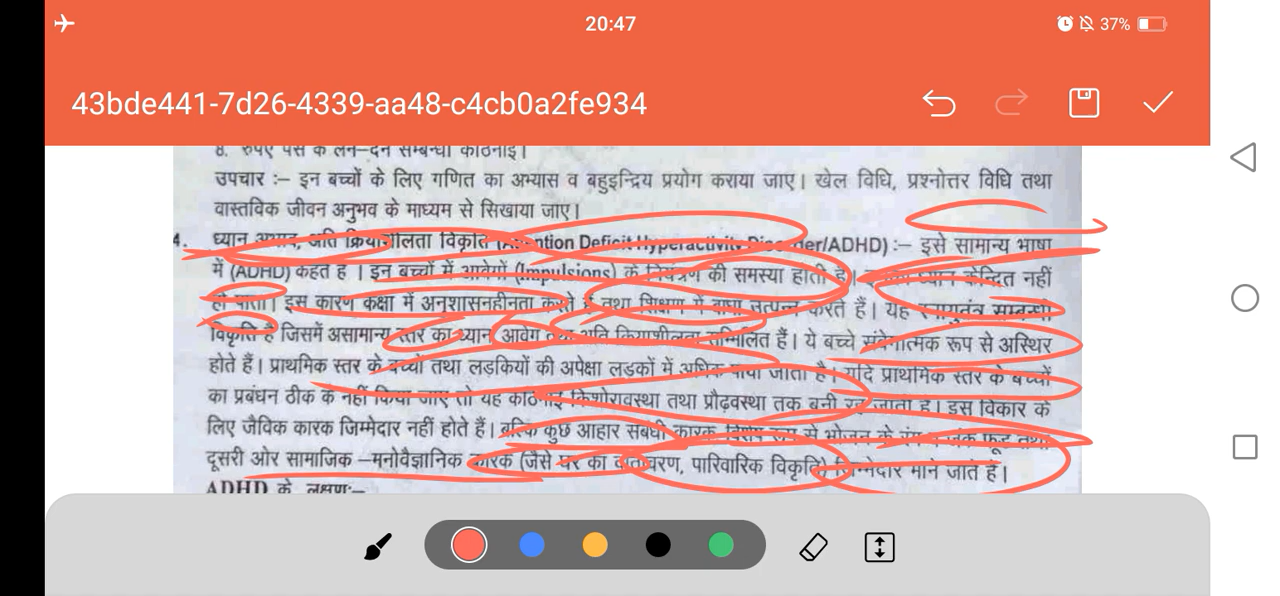 20:47
37%
43bde441-7d26-4339-aa48-c4cb0a2fe934
8. रुपए पैसे के लेन-देन सम्बन्धी कठिनाई।
उपचार :– इन बच्चों के लिए गणित का अभ्यास व बहुइन्द्रिय प्रयोग कराया जाए। खेल विधि, प्रश्नोत्तर विधि तथा
वास्तविक जीवन अनुभव के माध्यम से सिखाया जाए।
4. ध्यान अभाव, अति क्रियाशीलता विकृति (Attention Deficit Hyperactivity Disorder/ADHD) :– इसे सामान्य भाषा
में (ADHD) कहते है । इन बच्चों में आवेगों (Impulsions) के नियंत्रण की समस्या होती है। इनका ध्यान केन्द्रित नहीं
हो पाता। इस कारण कक्षा में अनुशासनहीनता करते हैं तथा शिक्षण में बाधा उत्पन्न करते हैं। यह स्नायुतंत्र सम्बन्धी
विकृति है जिसमें असामान्य स्तर का ध्यान, आवेग तथा अति क्रियाशीलता सम्मिलित हैं। ये बच्चे संवेगात्मक रूप से अस्थिर
होते हैं। प्राथमिक स्तर के बच्चों तथा लड़कियों की अपेक्षा लडकों में अधिक पाया जाता है। यदि प्राथमिक स्तर के बच्चों
का प्रबंधन ठीक के नहीं किया जाए तो यह कठिनाई किशोरावस्था तथा प्रौढ़वस्था तक बनी रह जाती है। इस विकार के
लिए जैविक कारक जिम्मेदार नहीं होते हैं। बल्कि कुछ आहार संबंधी कारक विशेष रूप से भोजन के रंग जंक फूड तथा
दूसरी ओर सामाजिक –मनोवैज्ञानिक कारक (जैसे घर का वातावरण, पारिवारिक विकृति) जिम्मेदार माने जाते हैं।
ADHD के लक्षण:–